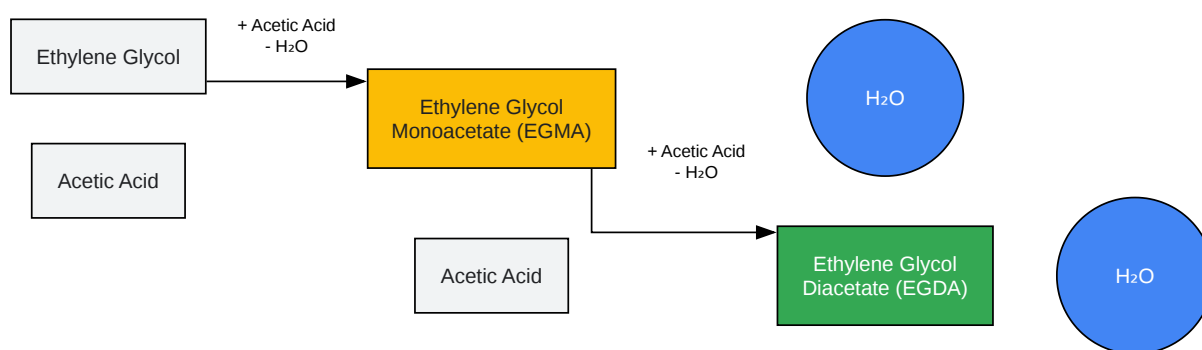 Ethylene Glycol
+ Acetic Acid
- H₂O
Ethylene Glycol
Monoacetate (EGMA)
H₂O
Acetic Acid
+ Acetic Acid
- H₂O
Acetic Acid
Ethylene Glycol
Diacetate (EGDA)
H₂O